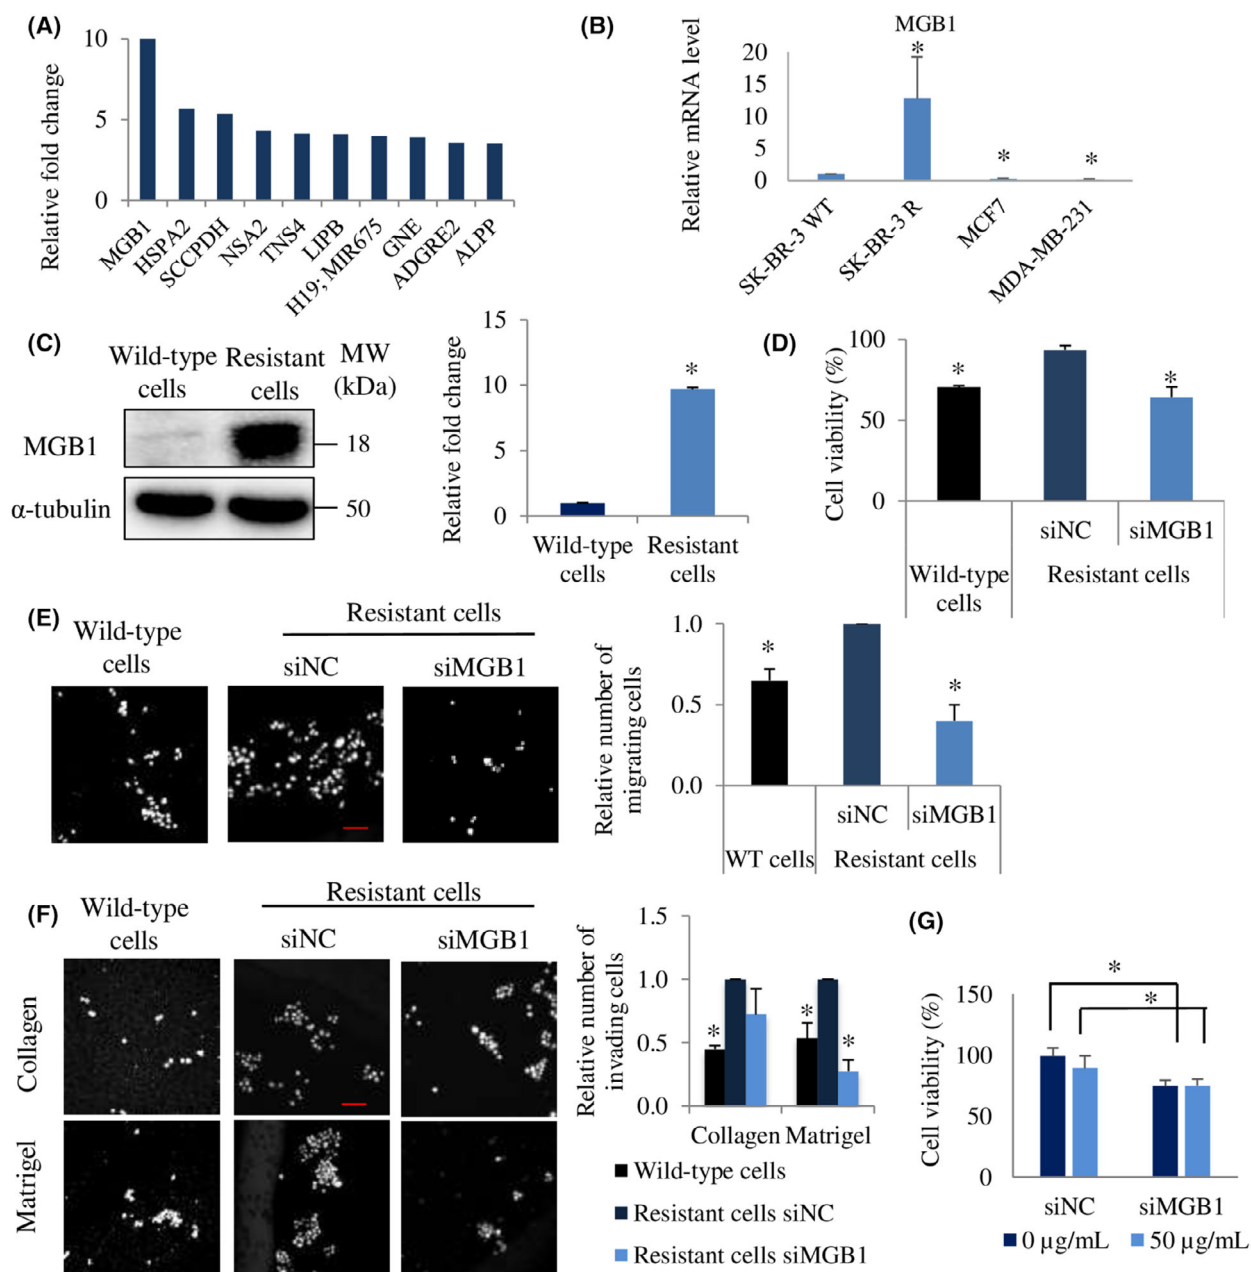 (A)
Relative fold change
10
5
0
MGB1
HSPA2
SCCPDH
NSA2
TNS4
LIPB
H19; MIR675
GNE
ADGRE2
ALPP
(B)
MGB1
Relative mRNA level
20
15
10
5
0
*
*
*
SK-BR-3 WT
SK-BR-3 R
MCF7
MDA-MB-231
(C)
Wild-type
cells
Resistant
cells
MW
(kDa)
MGB1
18
α-tubulin
50
Relative fold change
15
10
5
0
*
Wild-type
cells
Resistant
cells
(D)
Cell viability (%)
100
50
0
*
*
siNC
siMGB1
Wild-type
cells
Resistant cells
(E)
Wild-type
cells
Resistant cells
siNC
siMGB1
Relative number of
migrating cells
1.0
0.5
0.0
*
*
siNC
siMGB1
WT cells
Resistant cells
(F)
Wild-type
cells
Resistant cells
siNC
siMGB1
Collagen
Matrigel
Relative number of
invading cells
1.5
1.0
0.5
0.0
*
*
*
Collagen Matrigel
Wild-type cells
Resistant cells siNC
Resistant cells siMGB1
(G)
Cell viability (%)
150
100
50
0
*
*
siNC
siMGB1
0 µg/mL
50 µg/mL